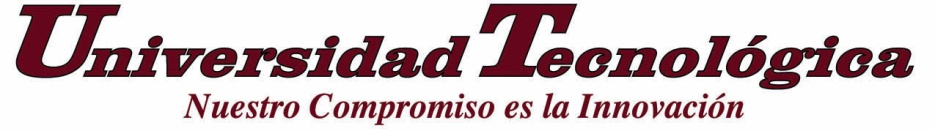 Universidad Tecnológica
Nuestro Compromiso es la Innovación